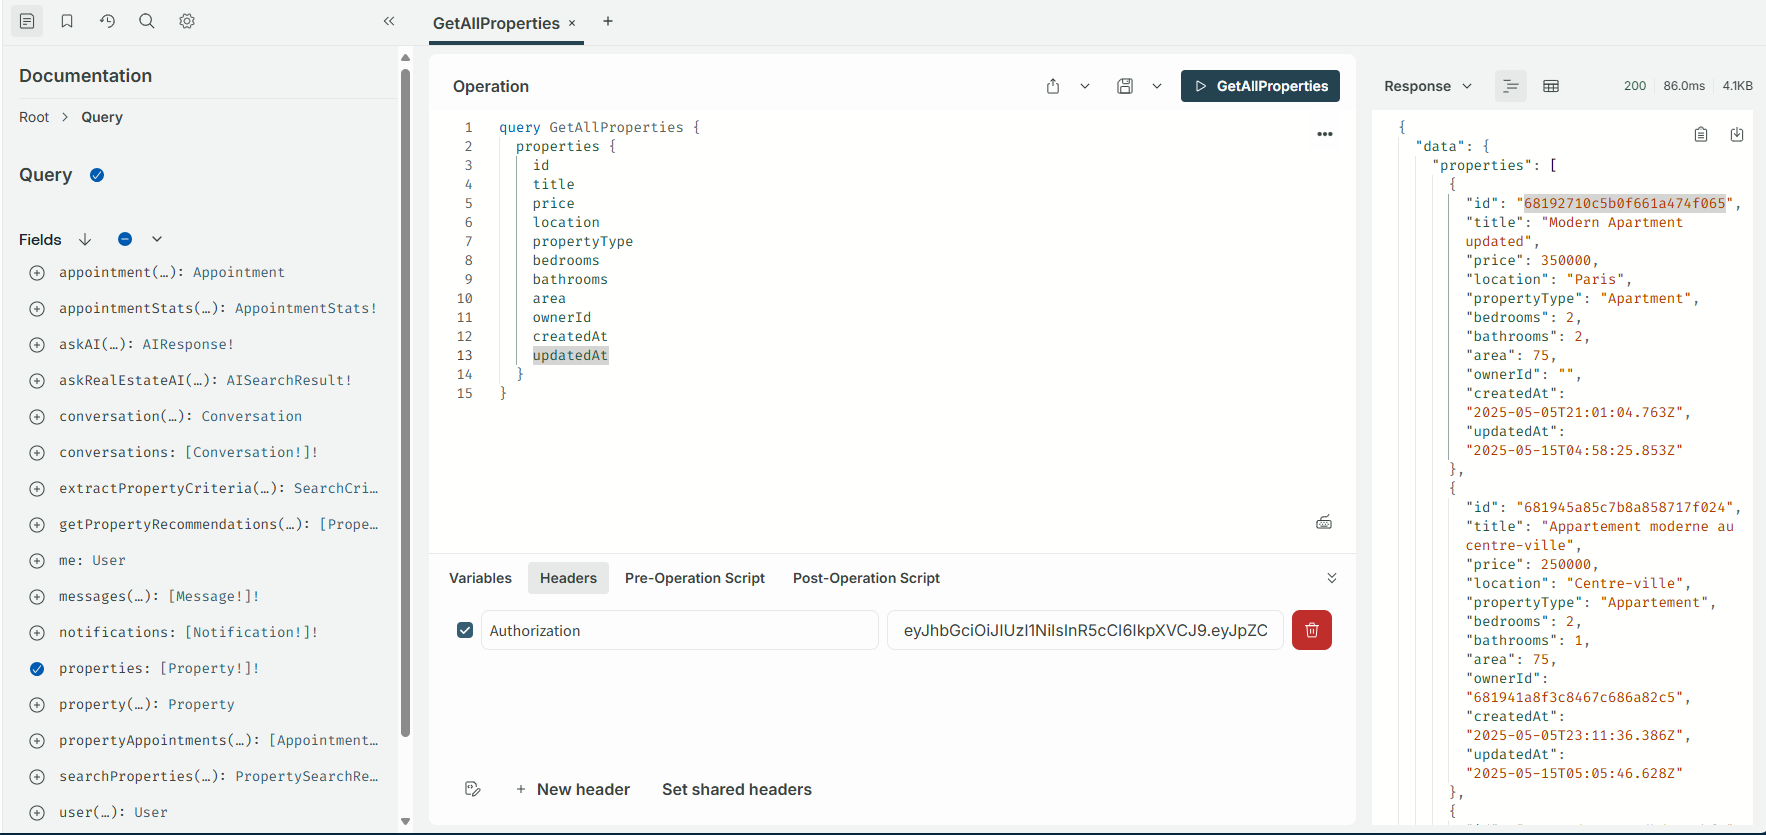 GetAllProperties ×
+
Documentation
Root > Query
Query
Fields
appointment(…): Appointment
appointmentStats(…): AppointmentStats!
askAI(…): AIResponse!
askRealEstateAI(…): AISearchResult!
conversation(…): Conversation
conversations: [Conversation!]!
extractPropertyCriteria(…): SearchCri…
getPropertyRecommendations(…): [Prope…
me: User
messages(…): [Message!]!
notifications: [Notification!]!
properties: [Property!]!
property(…): Property
propertyAppointments(…): [Appointment…
searchProperties(…): PropertySearchRe…
user(…): User
Operation
GetAllProperties
1 query GetAllProperties {
2 properties {
3 id
4 title
5 price
6 location
7 propertyType
8 bedrooms
9 bathrooms
10 area
11 ownerId
12 createdAt
13 updatedAt
14 }
15 }
Variables Headers Pre-Operation Script Post-Operation Script
Authorization eyJhbGciOiJIUzI1NiIsInR5cCI6IkpXVCJ9.eyJpZC
+ New header Set shared headers
Response 200 86.0ms 4.1KB
{
"data": {
"properties": [
{
"id": "68192710c5b0f661a474f065",
"title": "Modern Apartment
updated",
"price": 350000,
"location": "Paris",
"propertyType": "Apartment",
"bedrooms": 2,
"bathrooms": 2,
"area": 75,
"ownerId": "",
"createdAt":
"2025-05-05T21:01:04.763Z",
"updatedAt":
"2025-05-15T04:58:25.853Z"
},
{
"id": "681945a85c7b8a858717f024",
"title": "Appartement moderne au
centre-ville",
"price": 250000,
"location": "Centre-ville",
"propertyType": "Appartement",
"bedrooms": 2,
"bathrooms": 1,
"area": 75,
"ownerId":
"681941a8f3c8467c686a82c5",
"createdAt":
"2025-05-05T23:11:36.386Z",
"updatedAt":
"2025-05-15T05:05:46.628Z"
},
{